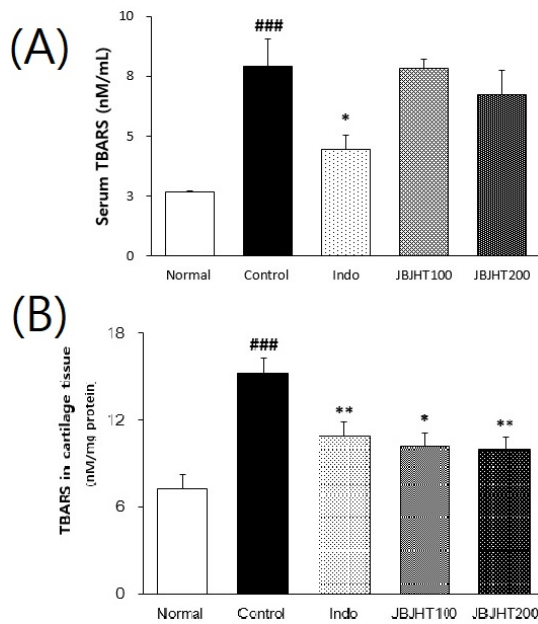 (A)
Serum TBARS (nM/mL)
10
8
5
3
0
###
*
Normal Control Indo JBJHT100 JBJHT200
(B)
TBARS in cartilage tissue
(nM/mg protein)
18
12
6
0
###
**
*
**
Normal Control Indo JBJHT100 JBJHT200